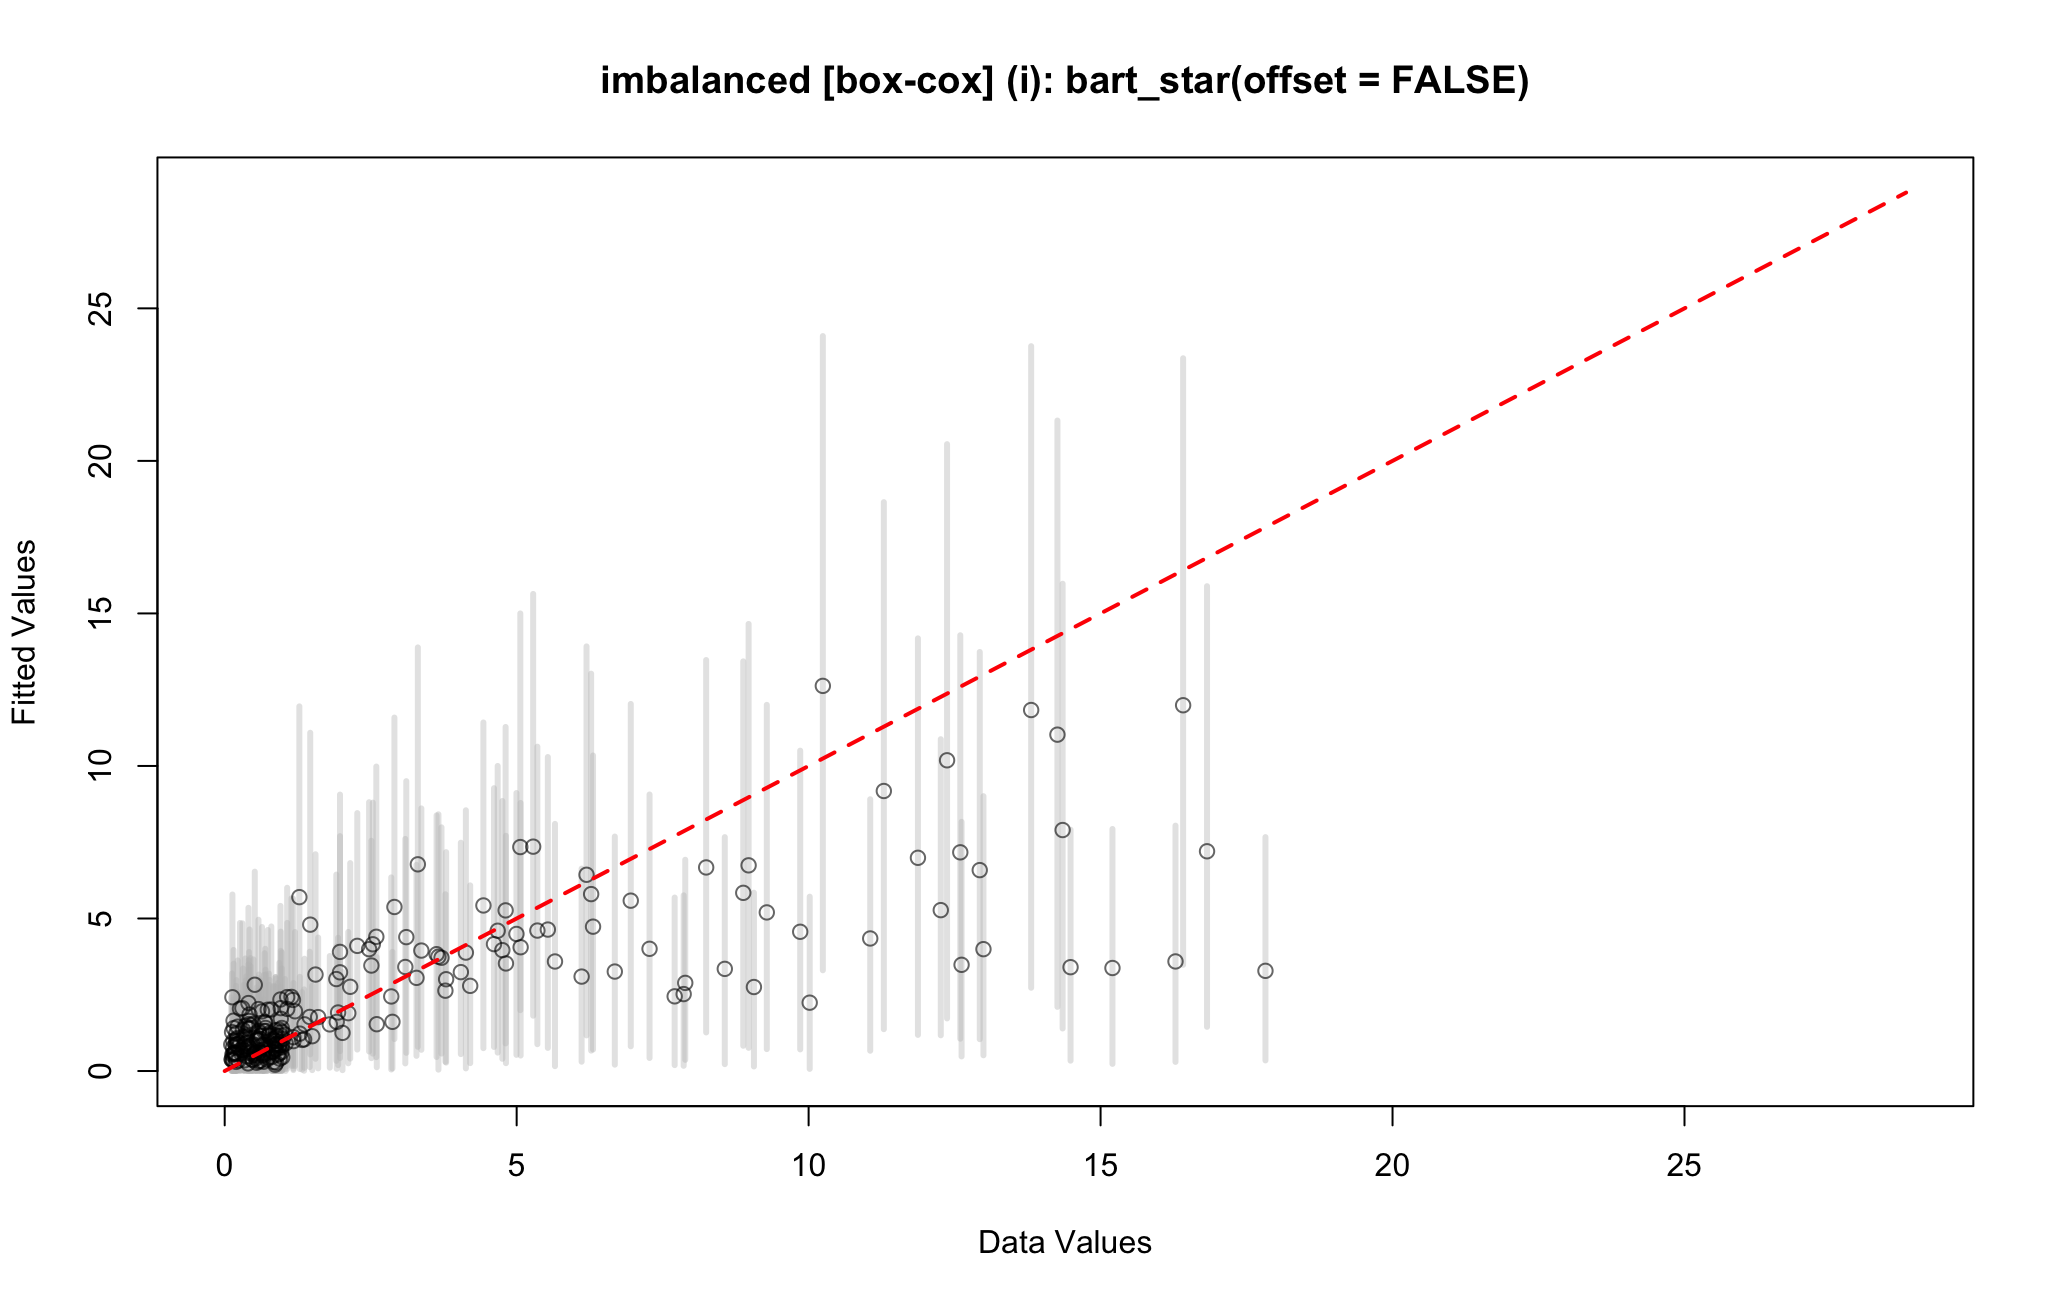 imbalanced [box-cox] (i): bart_star(offset = FALSE)
Fitted Values
25
20
15
10
5
0
0 5 10 15 20 25
Data Values